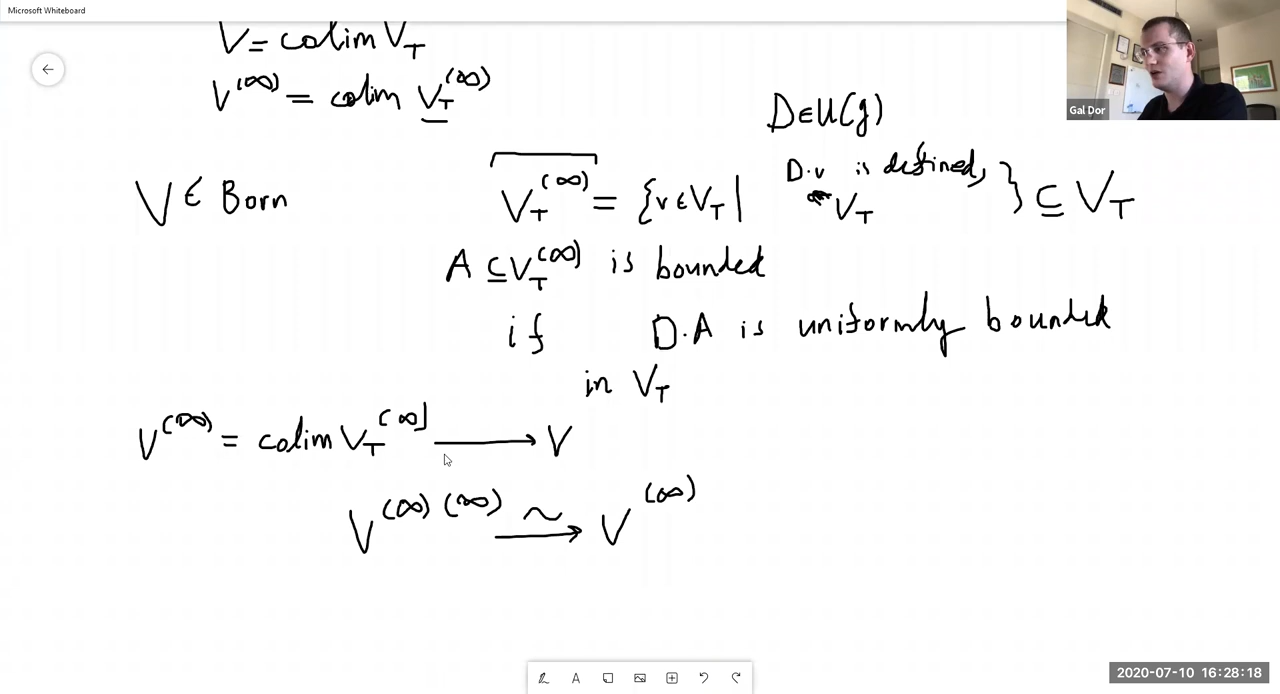 Microsoft Whiteboard
V = colim V_T
V^(∞) = colim V_T^(∞)
Gal Dor
D∈U(g)
V ∈ Born
V_T^(∞) = {v∈V_T | D·v is defined, } ⊆ V_T
V_T
A ⊆ V_T^(∞) is bounded
if D·A is uniformly bounded
in V_T
V^(∞) = colim V_T^(∞] → V
V^(∞)(∞) ~→ V^(∞)
A
2020-07-10 16:28:18